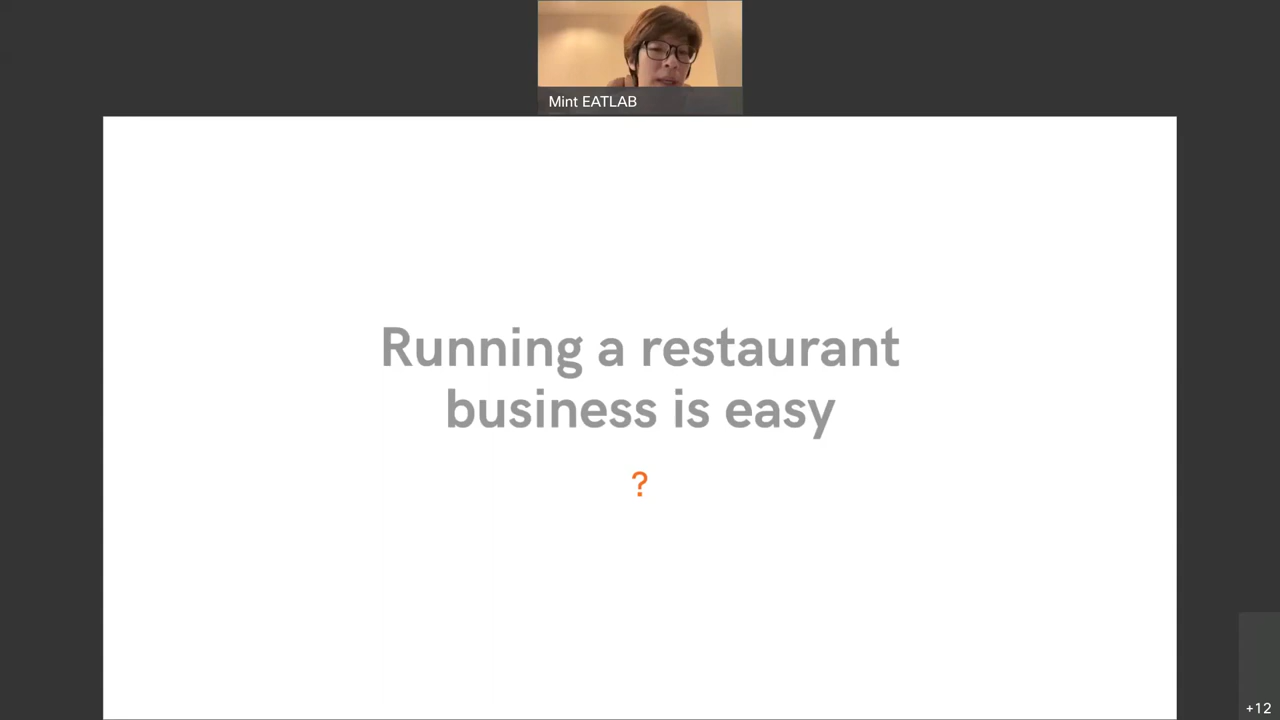 Mint EATLAB
Running a restaurant
business is easy
?
+12